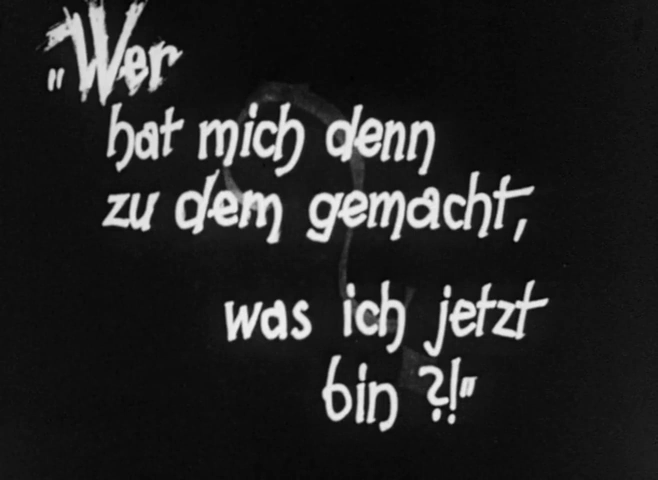 „Wer
hat mich denn
zu dem gemacht,
was ich jetzt
bin ?!"